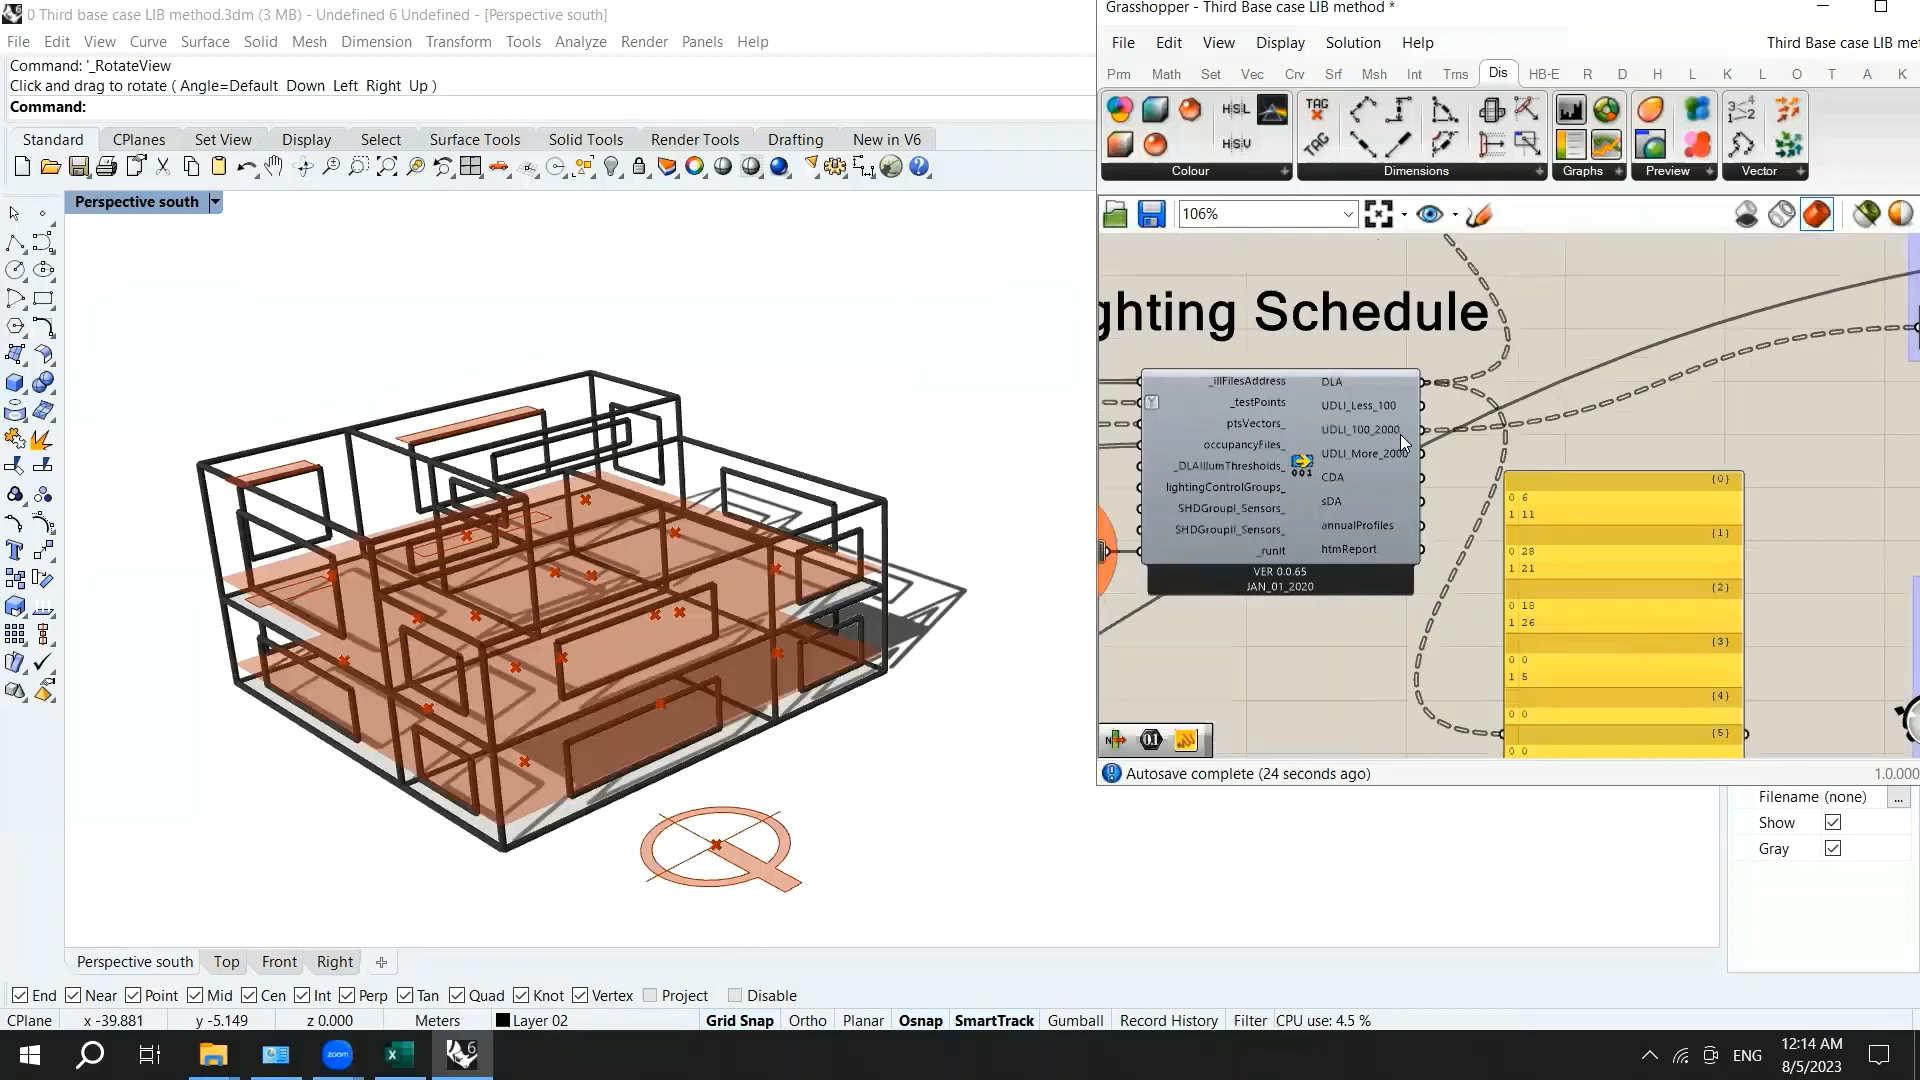 0 Third base case LIB method.3dm (3 MB) - Undefined 6 Undefined - [Perspective south]
File Edit View Curve Surface Solid Mesh Dimension Transform Tools Analyze Render Panels Help
Command: '_RotateView
Click and drag to rotate ( Angle=Default Down Left Right Up )
Command:
Standard CPlanes Set View Display Select Surface Tools Solid Tools Render Tools Drafting New in V6
Perspective south
Grasshopper - Third Base case LIB method *
File Edit View Display Solution Help Third Base case LIB me
Prm Math Set Vec Crv Srf Msh Int Trns Dis HB-E R D H L K L O T A K
H·S·L
H·S·V
TAG
TAG
Colour Dimensions Graphs Preview Vector
106%
ghting Schedule
_illFilesAddress DLA
_testPoints UDLI_Less_100
ptsVectors_ UDLI_100_2000
occupancyFiles_ UDLI_More_2000
_DLAIllumThresholds_ CDA
lightingControlGroups_ sDA
SHDGroupI_Sensors_ annualProfiles
SHDGroupII_Sensors_ htmReport
_runIt
001
VER 0.0.65
JAN_01_2020
{0}
0 6
1 11
{1}
0 28
1 21
{2}
0 18
1 26
{3}
0 0
1 5
{4}
0 0
{5}
0 0
Autosave complete (24 seconds ago) 1.0.000
Filename (none) ...
Show
Gray
Perspective south Top Front Right
End Near Point Mid Cen Int Perp Tan Quad Knot Vertex Project Disable
CPlane x -39.881 y -5.149 z 0.000 Meters Layer 02 Grid Snap Ortho Planar Osnap SmartTrack Gumball Record History Filter CPU use: 4.5 %
zoom
6
ENG
12:14 AM
8/5/2023